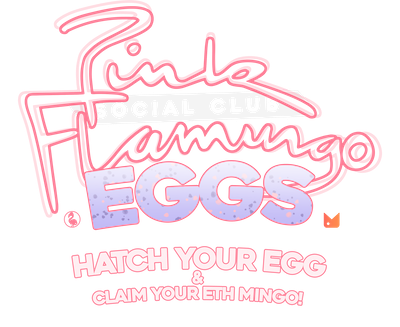 Pink
SOCIAL CLUB
Flamingo
EGGS
HATCH YOUR EGG
&
CLAIM YOUR ETH MINGO!